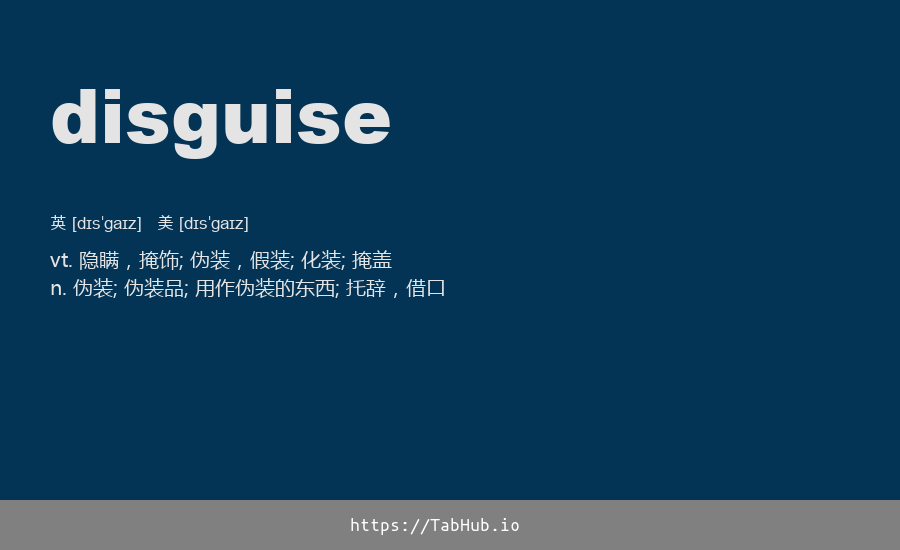 disguise
英 [dɪsˈgaɪz]   美 [dɪsˈgaɪz]
vt. 隐瞒，掩饰; 伪装，假装; 化装; 掩盖
n. 伪装; 伪装品; 用作伪装的东西; 托辞，借口
https://TabHub.io